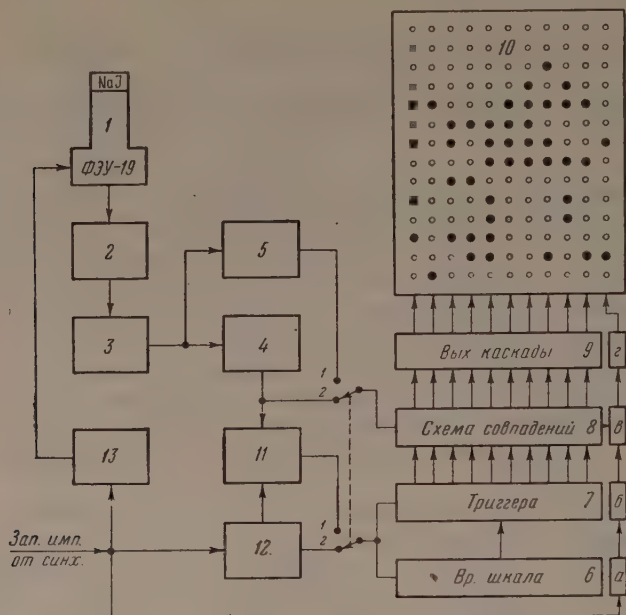 10
NaJ
1
ФЭУ-19
2
5
3
4
1
2
Вых каскады 9
г
Схема совпадений 8
в
13
11
1
2
Триггера 7
б
Зап. имп.
от синх.
12.
Вр. шкала 6
а